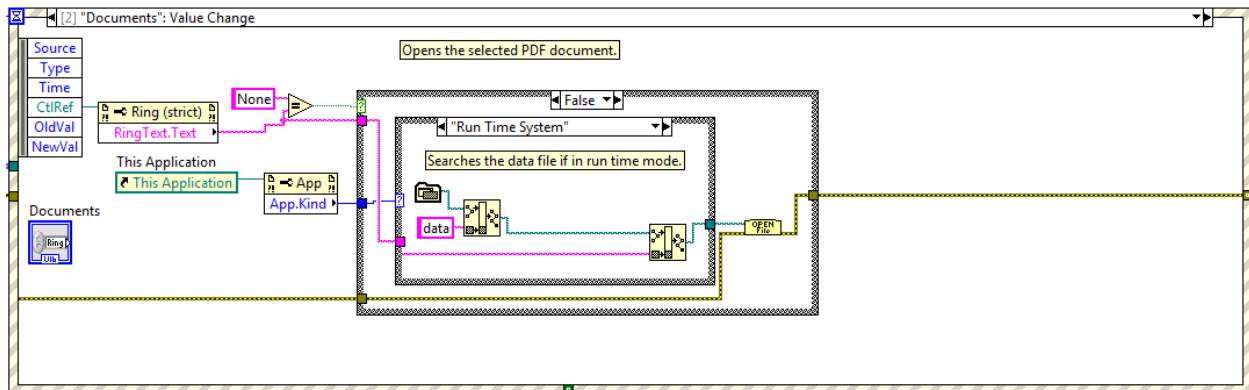 [2] "Documents": Value Change
Source
Type
Time
CtlRef
OldVal
NewVal
Opens the selected PDF document.
None
=
Ring (strict)
RingText.Text
?
False
"Run Time System"
Searches the data file if in run time mode.
This Application
This Application
App
App.Kind
?
data
OPEN
File
Documents
Ring
U16